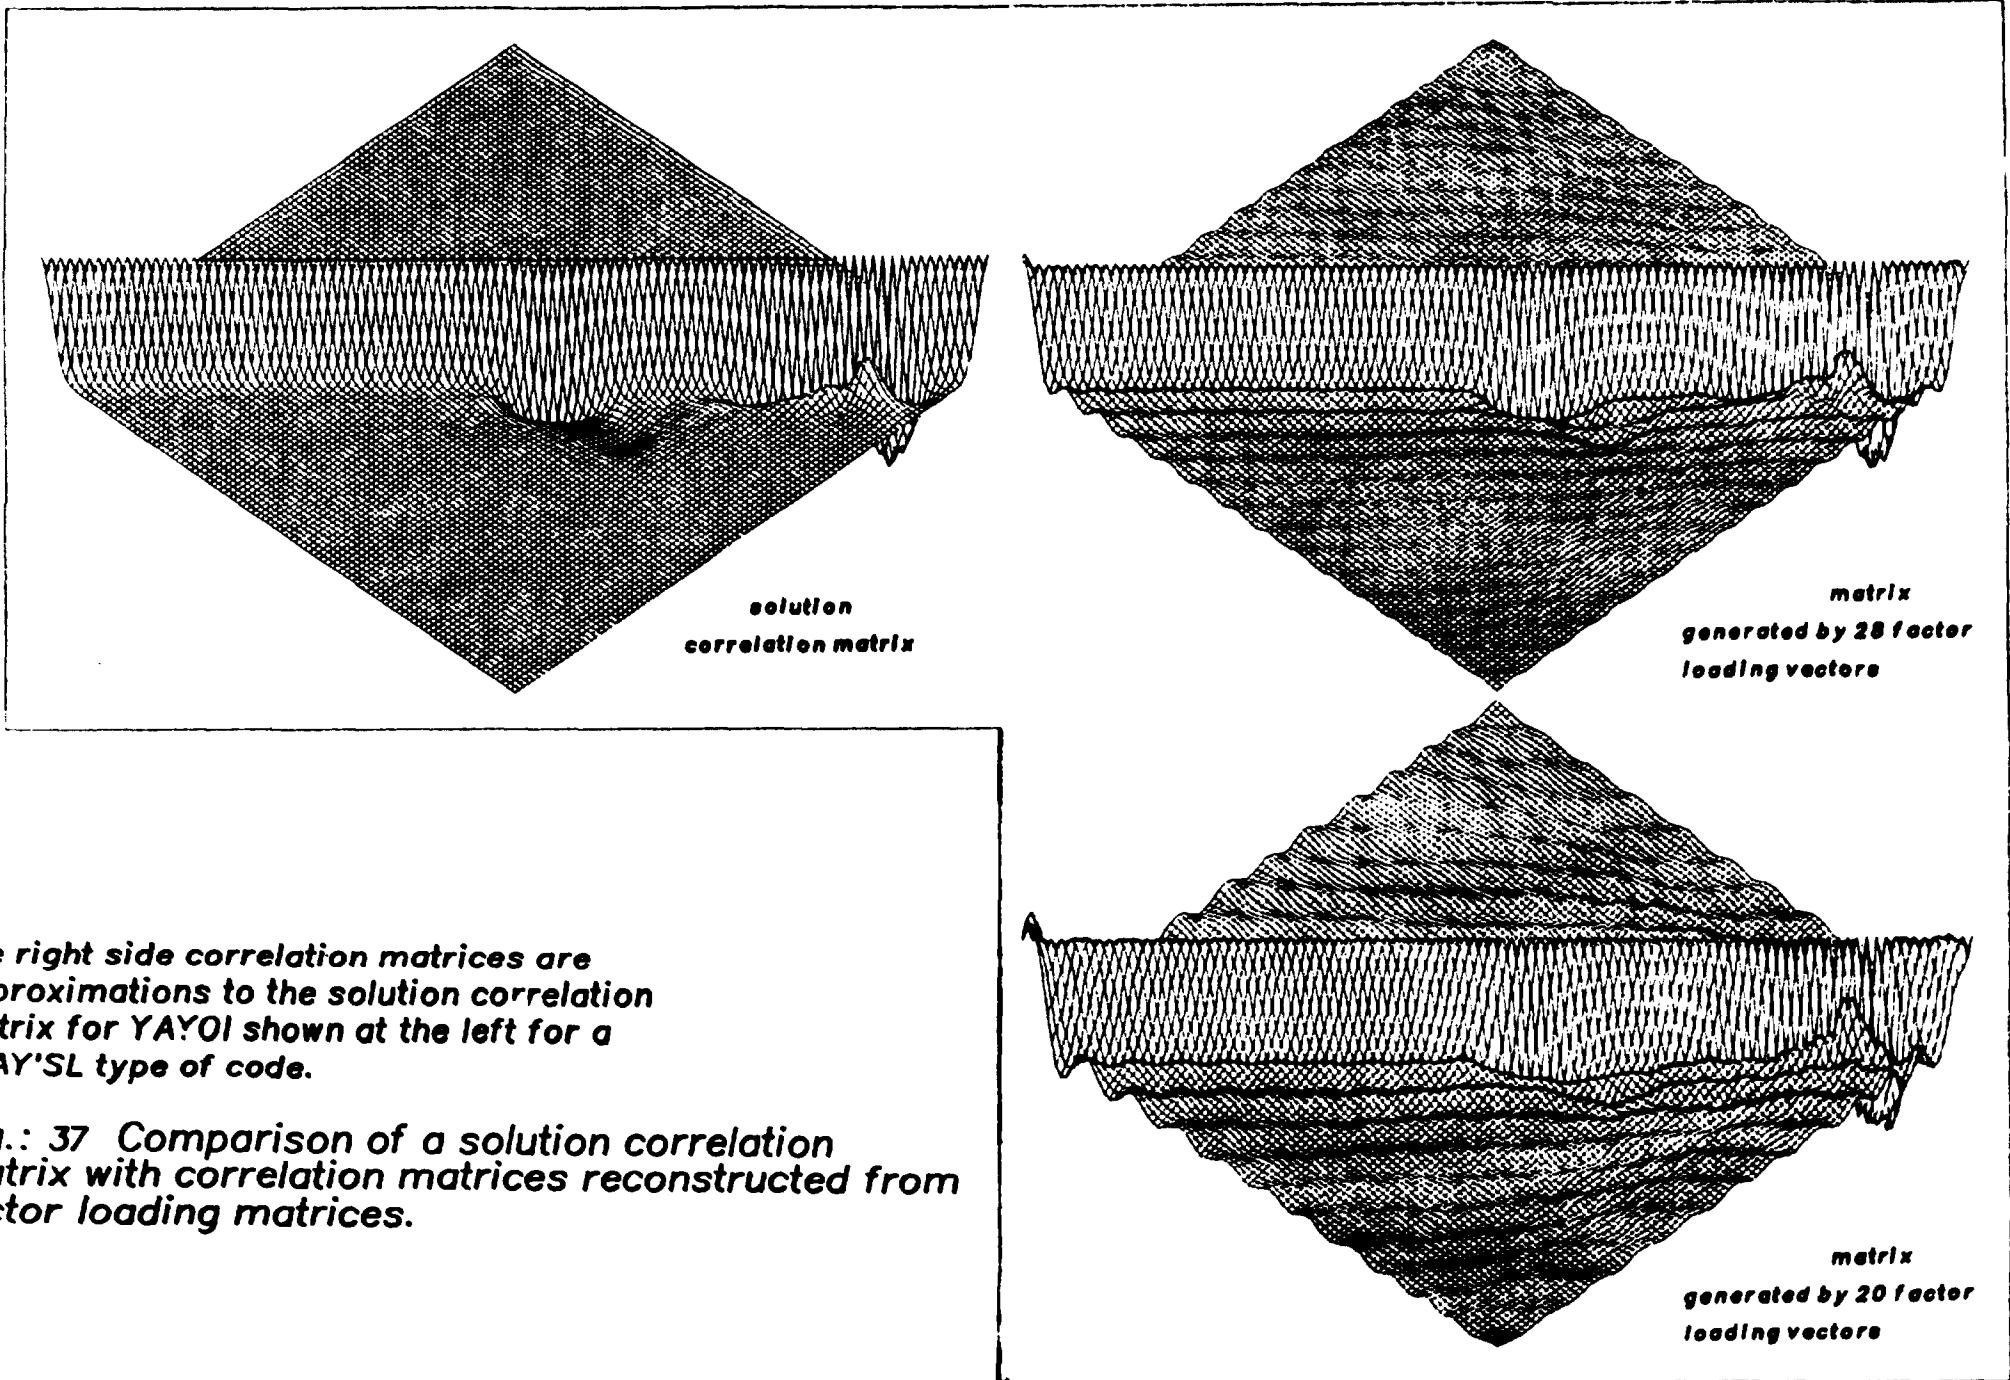 solution
correlation matrix
matrix
generated by 28 factor
loading vectors
right side correlation matrices are
proximations to the solution correlation
trix for YAYOI shown at the left for a
AY'SL type of code.
.: 37 Comparison of a solution correlation
trix with correlation matrices reconstructed from
ctor loading matrices.
matrix
generated by 20 factor
loading vectors